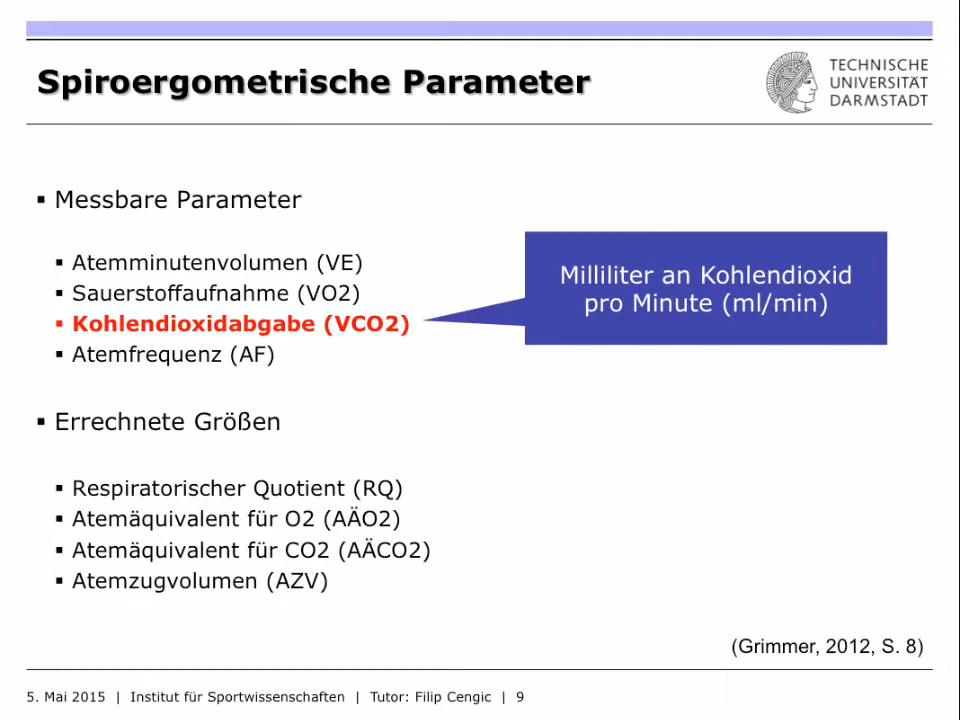 Spiroergometrische Parameter
TECHNISCHE
UNIVERSITÄT
DARMSTADT
▪ Messbare Parameter
▪ Atemminutenvolumen (VE)
▪ Sauerstoffaufnahme (VO2)
▪ Kohlendioxidabgabe (VCO2)
▪ Atemfrequenz (AF)
Milliliter an Kohlendioxid
pro Minute (ml/min)
▪ Errechnete Größen
▪ Respiratorischer Quotient (RQ)
▪ Atemäquivalent für O2 (AÄO2)
▪ Atemäquivalent für CO2 (AÄCO2)
▪ Atemzugvolumen (AZV)
(Grimmer, 2012, S. 8)
5. Mai 2015 | Institut für Sportwissenschaften | Tutor: Filip Cengic | 9